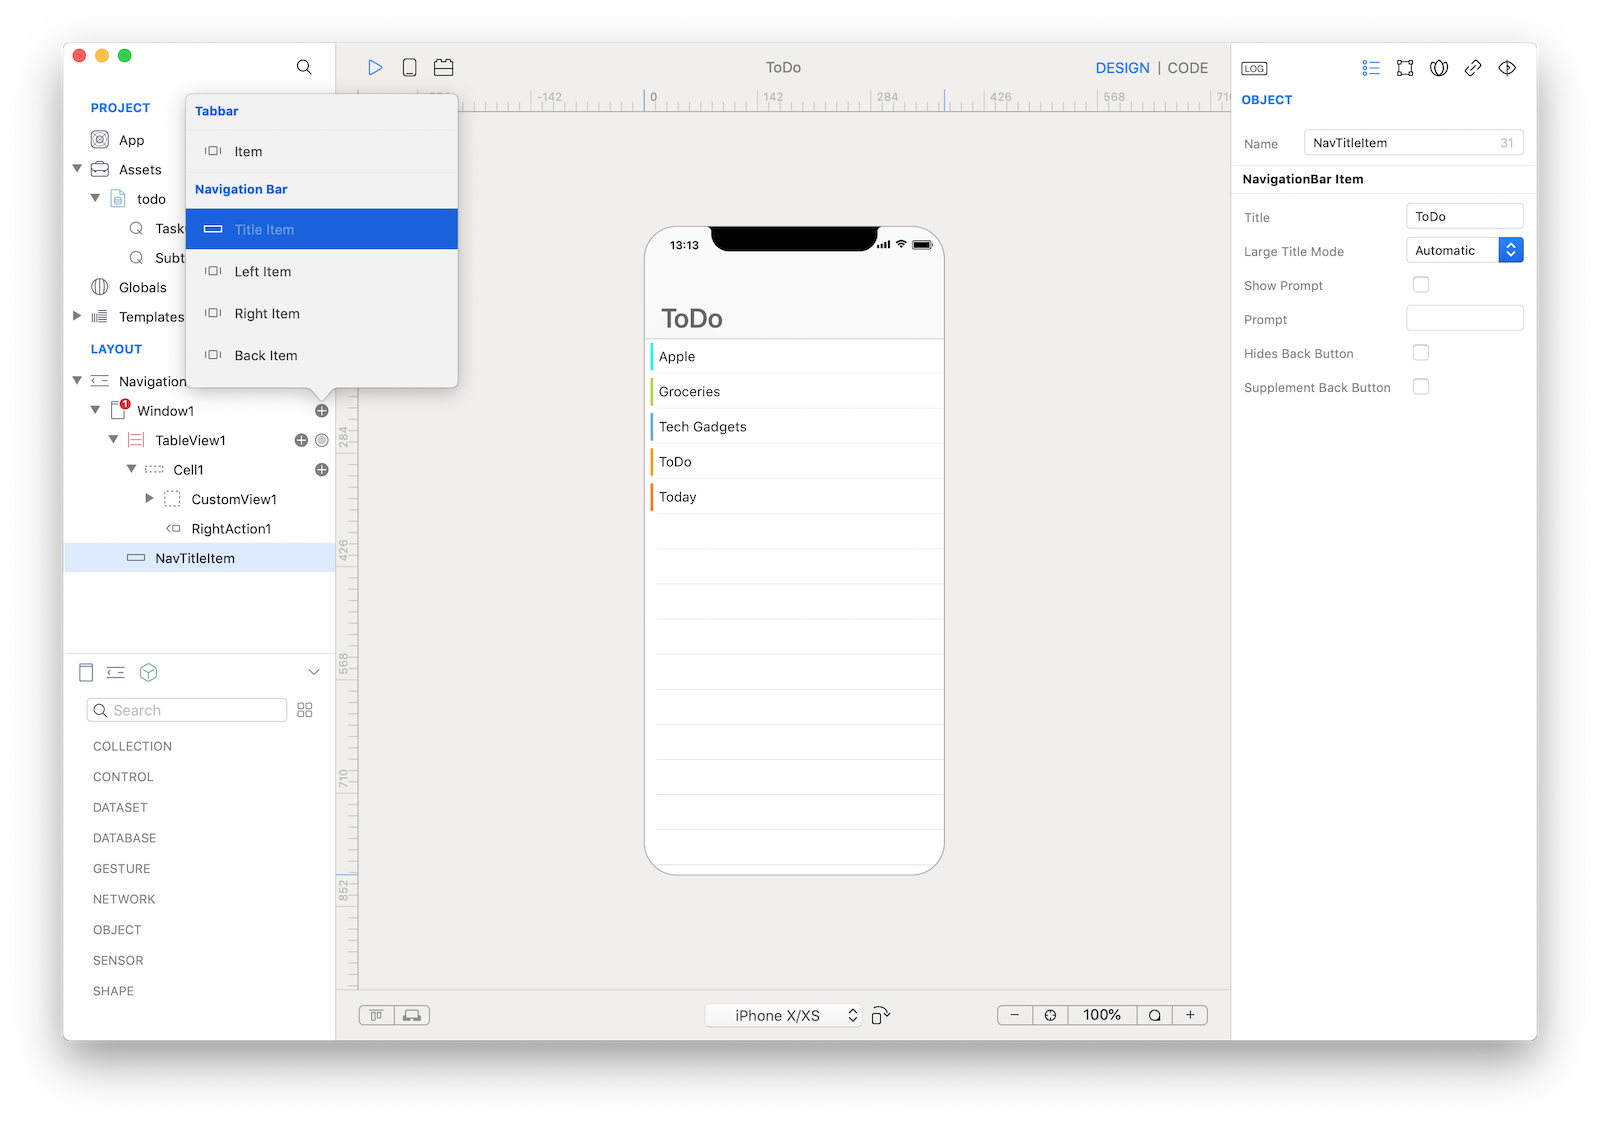 ToDo
DESIGN | CODE
LOG
PROJECT
App
Assets
todo
Task
Subt
Globals
Templates
LAYOUT
Navigation
1
Window1
TableView1
Cell1
CustomView1
RightAction1
NavTitleItem
Tabbar
Item
Navigation Bar
Title Item
Left Item
Right Item
Back Item
Search
COLLECTION
CONTROL
DATASET
DATABASE
GESTURE
NETWORK
OBJECT
SENSOR
SHAPE
-142
0
142
284
426
568
710
284
426
568
710
852
13:13
ToDo
Apple
Groceries
Tech Gadgets
ToDo
Today
iPhone X/XS
100%
OBJECT
Name
NavTitleItem
31
NavigationBar Item
Title
ToDo
Large Title Mode
Automatic
Show Prompt
Prompt
Hides Back Button
Supplement Back Button